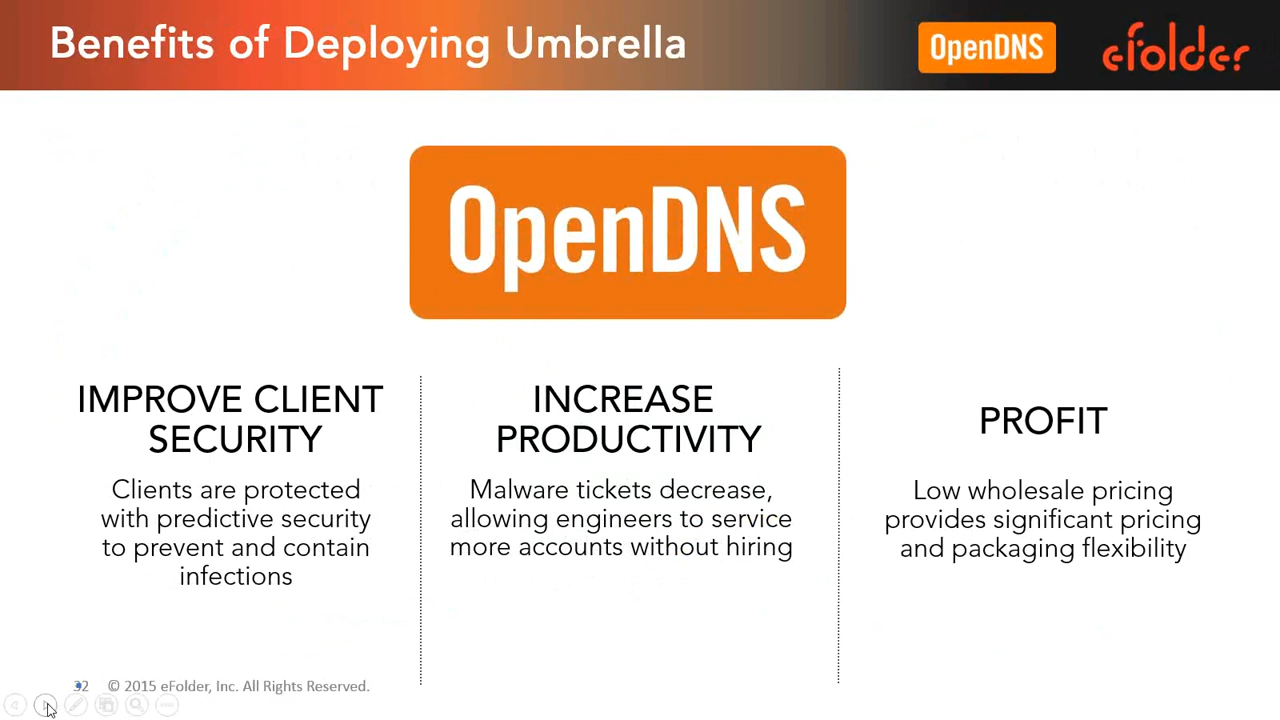 Benefits of Deploying Umbrella
OpenDNS
eFolder
OpenDNS
IMPROVE CLIENT
SECURITY
Clients are protected
with predictive security
to prevent and contain
infections
INCREASE
PRODUCTIVITY
Malware tickets decrease,
allowing engineers to service
more accounts without hiring
PROFIT
Low wholesale pricing
provides significant pricing
and packaging flexibility
32 © 2015 eFolder, Inc. All Rights Reserved.